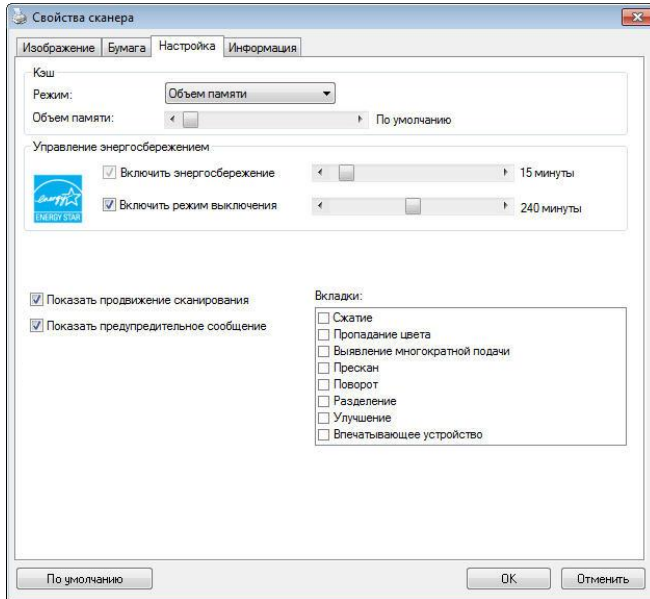 Свойства сканера
Изображение Бумага Настройка Информация
Кэш
Режим: Объем памяти
Объем памяти: По умолчанию
Управление энергосбережением
Включить энергосбережение 15 минуты
energy
ENERGY STAR
Включить режим выключения 240 минуты
Показать продвижение сканирования
Показать предупредительное сообщение
Вкладки:
Сжатие
Пропадание цвета
Выявление многократной подачи
Прескан
Поворот
Разделение
Улучшение
Впечатывающее устройство
По умолчанию OK Отменить